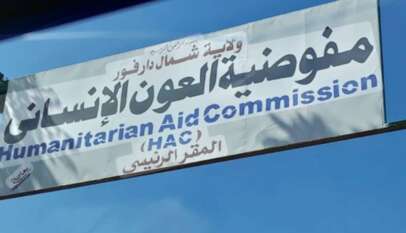 ولاية شمال دارفور
مفوضية العون الإنساني
Humanitarian Aid Commission
(HAC)
المقر الرئيسي